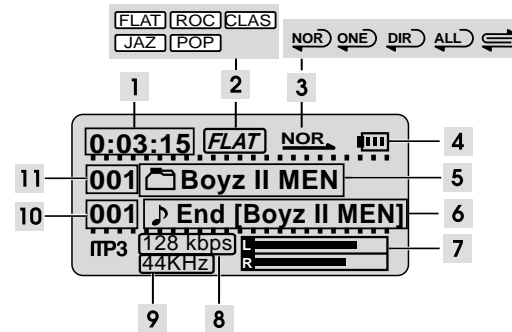 FLAT ROC CLAS
JAZ POP
NOR ONE DIR ALL
1 2 3
0:03:15 FLAT NOR 4
11 001 Boyz II MEN 5
10 001 End [Boyz II MEN] 6
MP3 128 kbps L 7
44KHz R
9 8